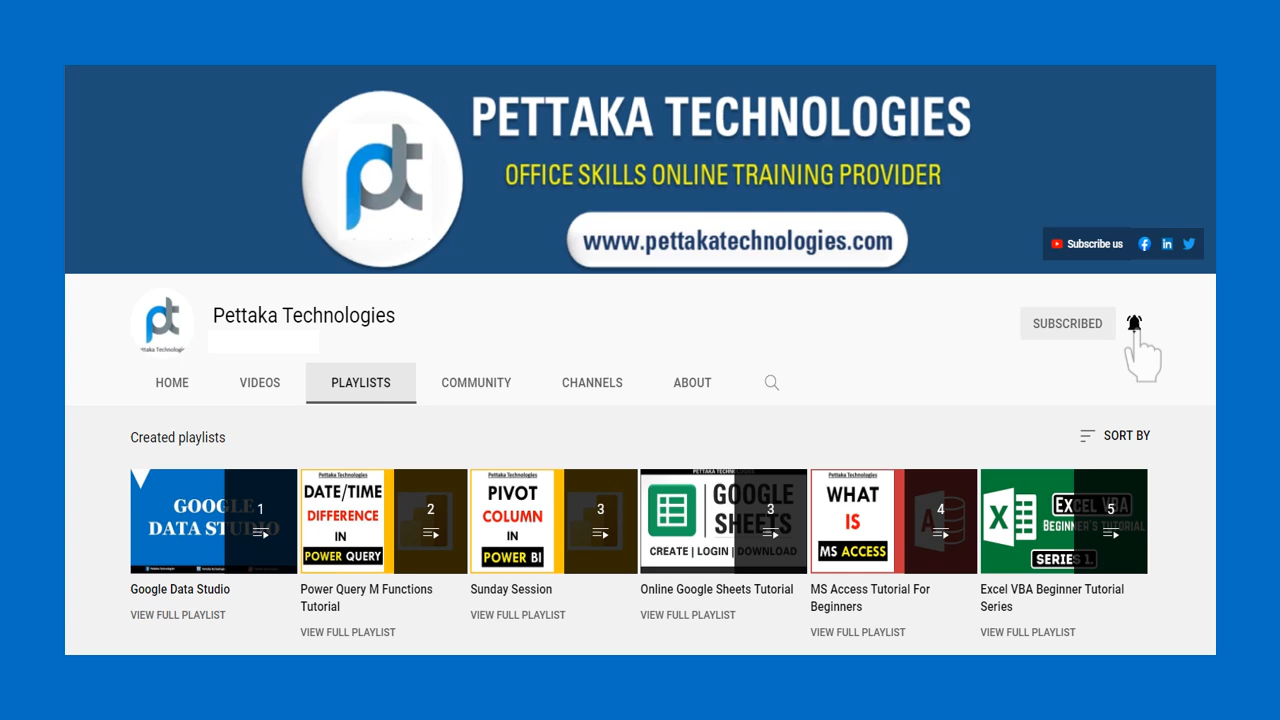 PETTAKA TECHNOLOGIES
OFFICE SKILLS ONLINE TRAINING PROVIDER
www.pettakatechnologies.com
Subscribe us
pt
Pettaka Technologies
SUBSCRIBED
HOME VIDEOS PLAYLISTS COMMUNITY CHANNELS ABOUT
Created playlists
SORT BY
GOOGLE
DATA STUDIO
1
Google Data Studio
VIEW FULL PLAYLIST
Pettaka Technologies
DATE/TIME
DIFFERENCE
IN
POWER QUERY
2
Power Query M Functions
Tutorial
VIEW FULL PLAYLIST
Pettaka Technologies
PIVOT
COLUMN
IN
POWER BI
3
Sunday Session
VIEW FULL PLAYLIST
PETTAKA TECHNOLOGIES
GOOGLE
SHEETS
CREATE | LOGIN | DOWNLOAD
3
Online Google Sheets Tutorial
VIEW FULL PLAYLIST
Pettaka Technologies
WHAT
IS
MS ACCESS
4
MS Access Tutorial For
Beginners
VIEW FULL PLAYLIST
EXCEL VBA
BEGINNER'S TUTORIAL
SERIES 1.
5
Excel VBA Beginner Tutorial
Series
VIEW FULL PLAYLIST